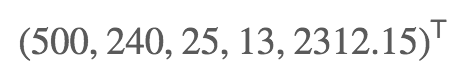 (500, 240, 25, 13, 2312.15)ᵀ